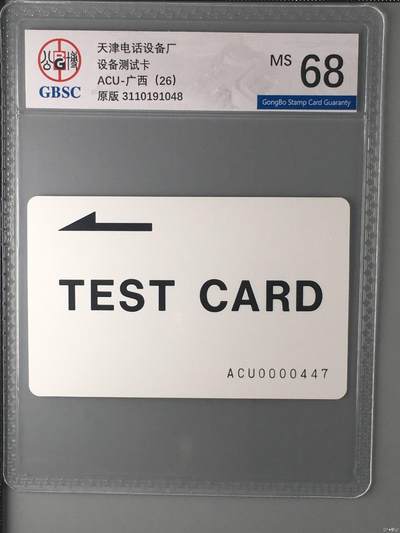 天津电话设备厂
设备测试卡
ACU-广西（26）
原版 3110191048
MS 68
GBSC
GongBo Stamp Card Guaranty
TEST CARD
ACU0000447